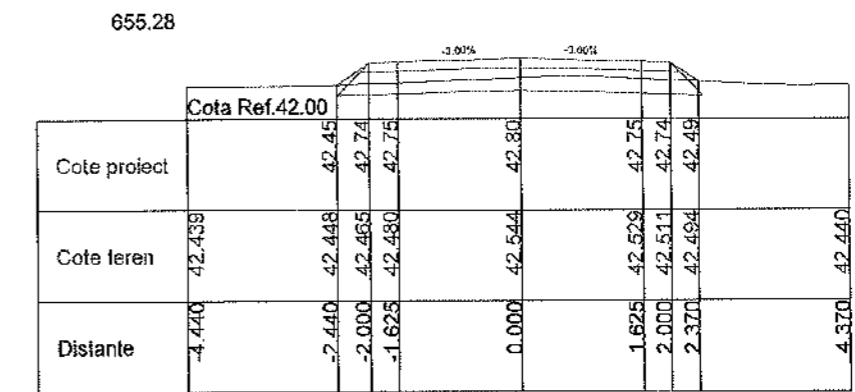 655.28
-3.00% -3.00%
Cota Ref.42.00
Cote proiect 42.45 42.74 42.75 42.80 42.75 42.74 42.49
Cote teren 42.439 42.448 42.465 42.480 42.544 42.529 42.511 42.494 42.440
Distante -4.440 -2.440 -2.000 -1.625 0.000 1.625 2.000 2.370 4.370